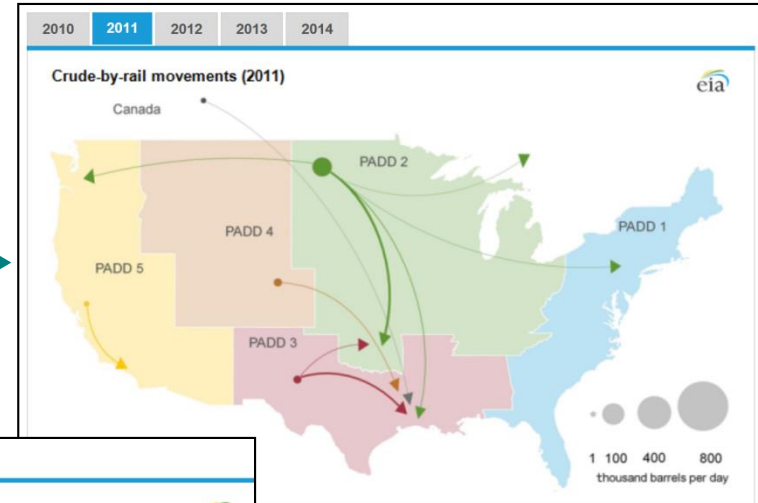 2010 2011 2012 2013 2014
Crude-by-rail movements (2011)
eia
Canada
PADD 2
PADD 1
PADD 4
PADD 5
PADD 3
1 100 400 800
thousand barrels per day